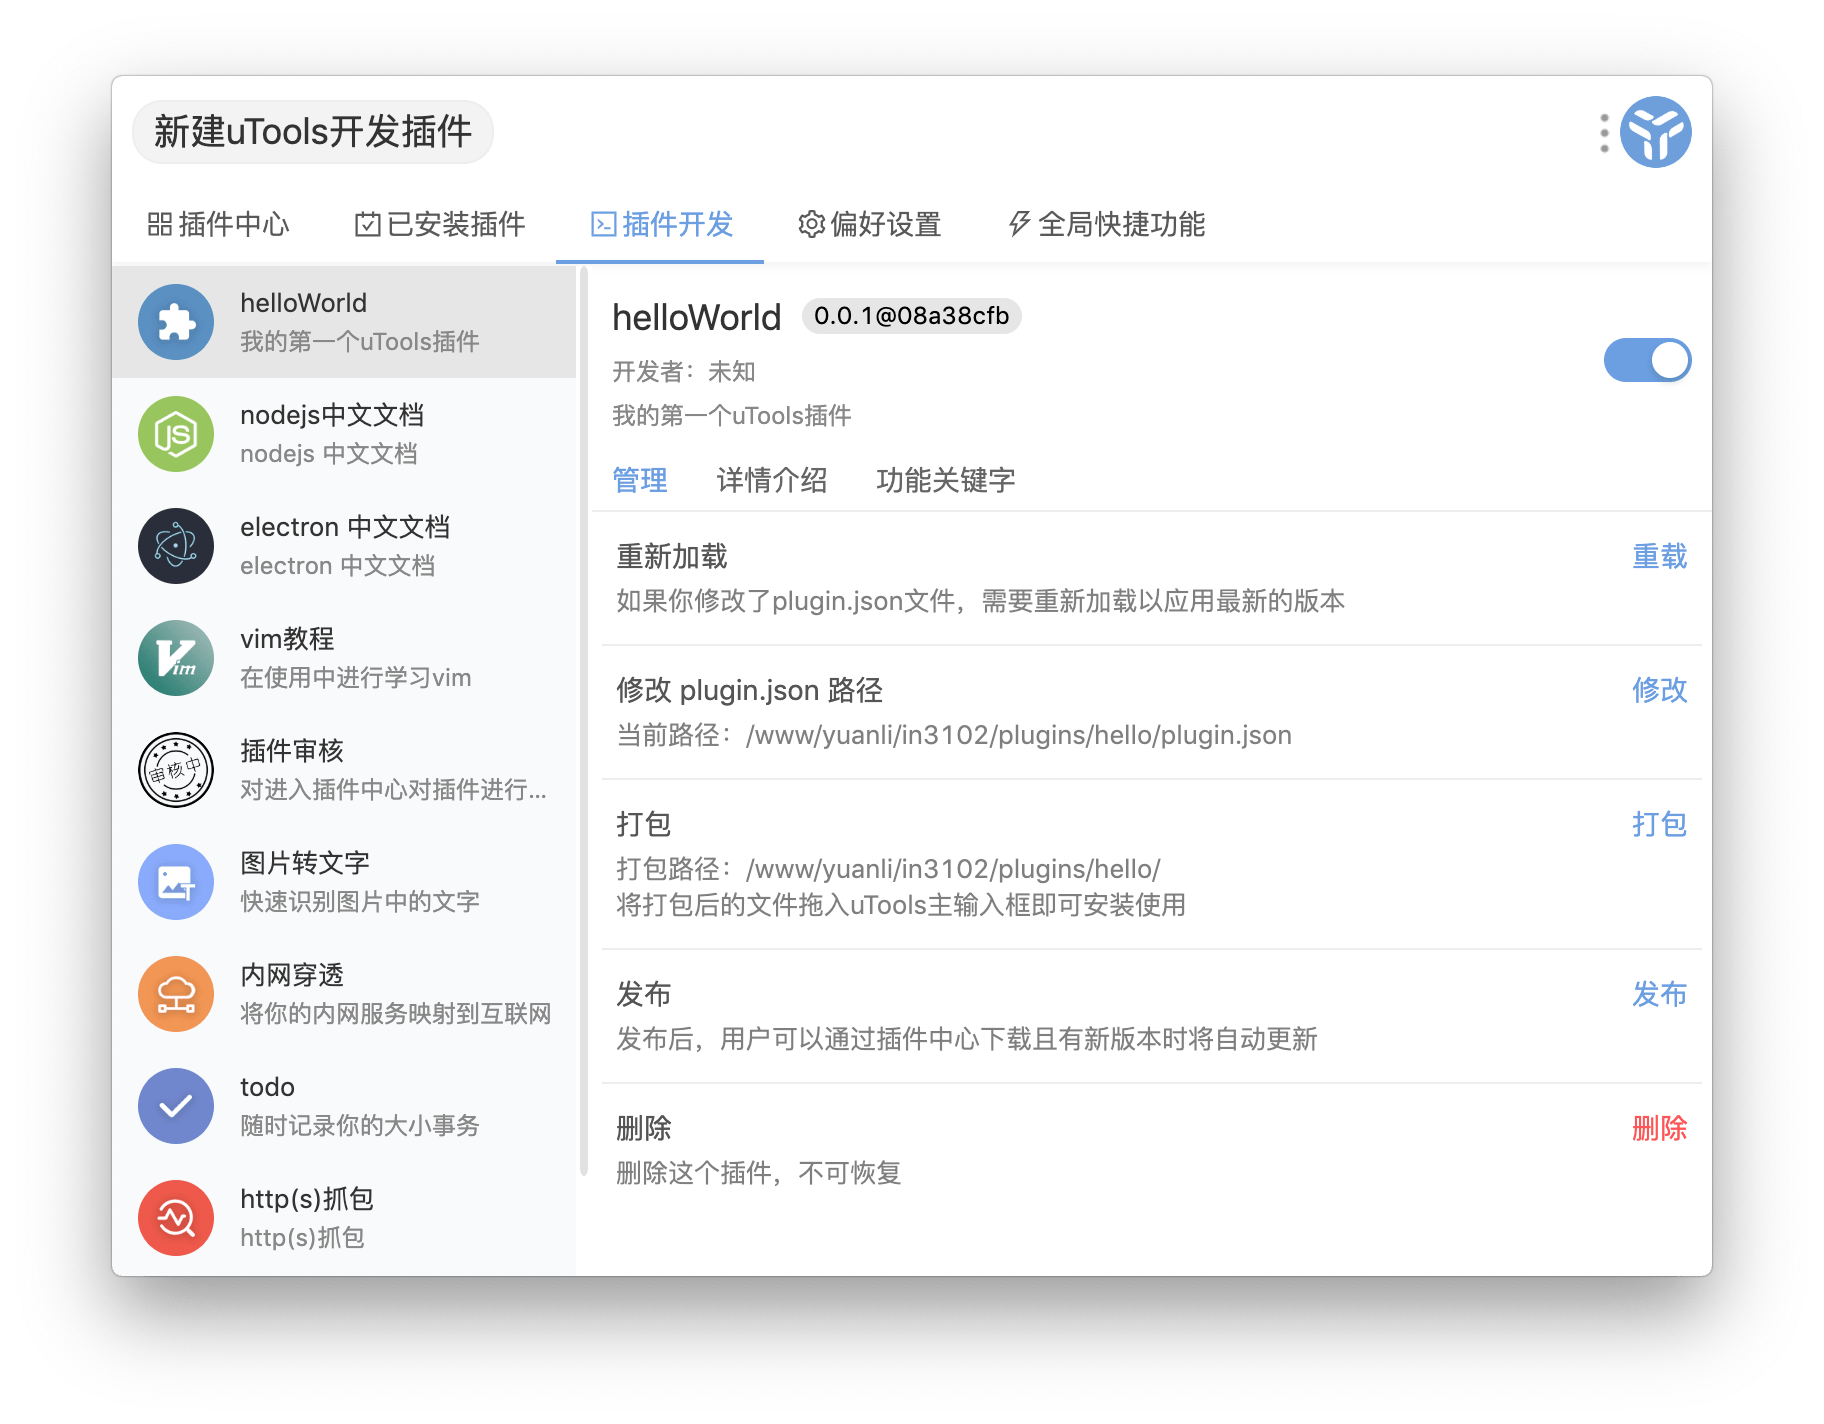 新建uTools开发插件
插件中心
已安装插件
插件开发
偏好设置
全局快捷功能
helloWorld
我的第一个uTools插件
nodejs中文文档
nodejs 中文文档
electron 中文文档
electron 中文文档
Vim
vim教程
在使用中进行学习vim
审核中
插件审核
对进入插件中心对插件进行...
图片转文字
快速识别图片中的文字
内网穿透
将你的内网服务映射到互联网
todo
随时记录你的大小事务
http(s)抓包
http(s)抓包
helloWorld 0.0.1@08a38cfb
开发者：未知
我的第一个uTools插件
管理 详情介绍 功能关键字
重新加载 重载
如果你修改了plugin.json文件，需要重新加载以应用最新的版本
修改 plugin.json 路径 修改
当前路径：/www/yuanli/in3102/plugins/hello/plugin.json
打包 打包
打包路径：/www/yuanli/in3102/plugins/hello/
将打包后的文件拖入uTools主输入框即可安装使用
发布 发布
发布后，用户可以通过插件中心下载且有新版本时将自动更新
删除 删除
删除这个插件，不可恢复